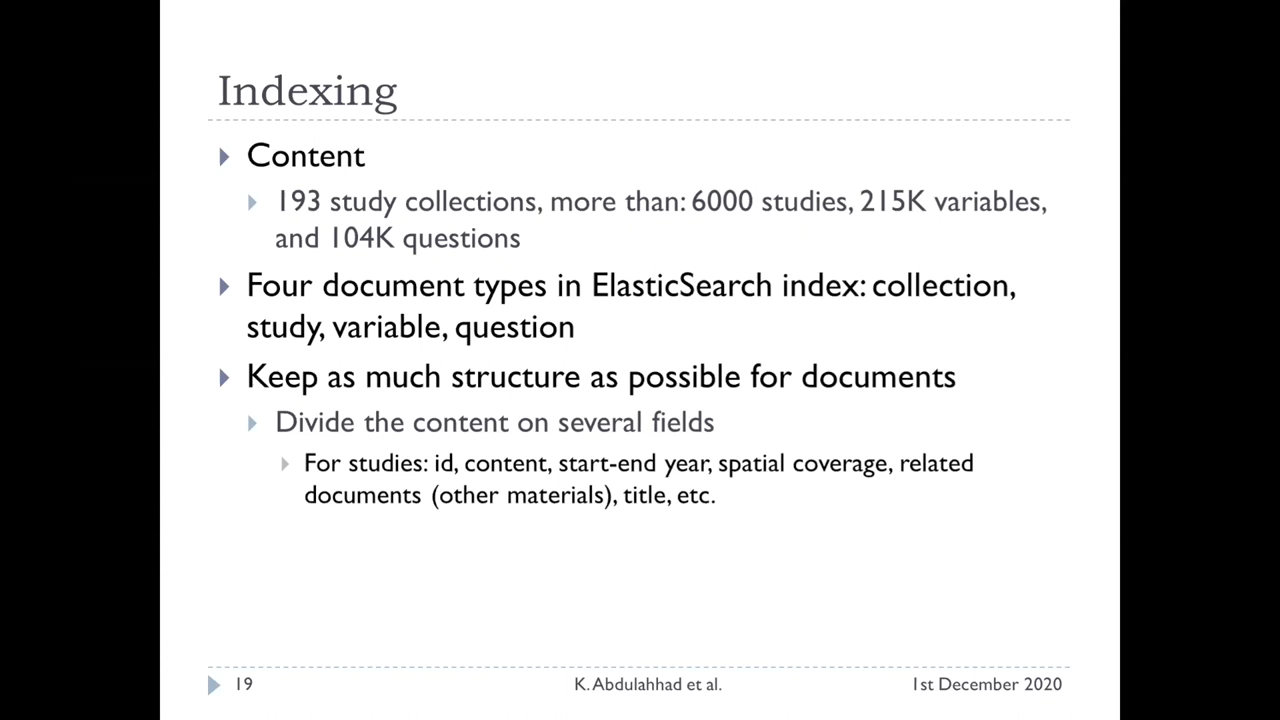 Indexing
Content
193 study collections, more than: 6000 studies, 215K variables,
and 104K questions
Four document types in ElasticSearch index: collection,
study, variable, question
Keep as much structure as possible for documents
Divide the content on several fields
For studies: id, content, start-end year, spatial coverage, related
documents (other materials), title, etc.
19 K. Abdulahhad et al. 1st December 2020